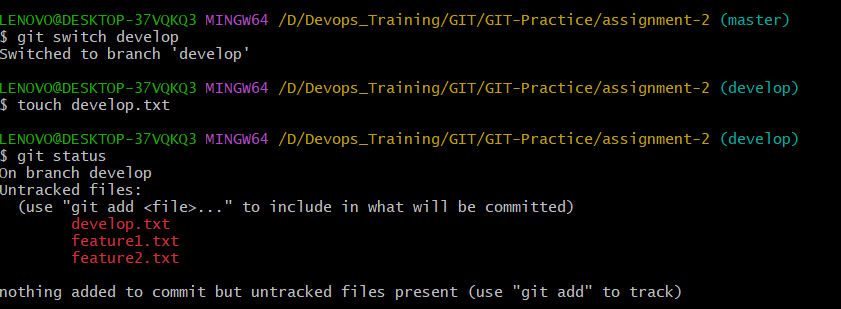 LENOVO@DESKTOP-37VQKQ3 MINGW64 /D/Devops_Training/GIT/GIT-Practice/assignment-2 (master)
$ git switch develop
Switched to branch 'develop'
LENOVO@DESKTOP-37VQKQ3 MINGW64 /D/Devops_Training/GIT/GIT-Practice/assignment-2 (develop)
$ touch develop.txt
LENOVO@DESKTOP-37VQKQ3 MINGW64 /D/Devops_Training/GIT/GIT-Practice/assignment-2 (develop)
$ git status
On branch develop
Untracked files:
  (use "git add <file>..." to include in what will be committed)
        develop.txt
        feature1.txt
        feature2.txt
nothing added to commit but untracked files present (use "git add" to track)